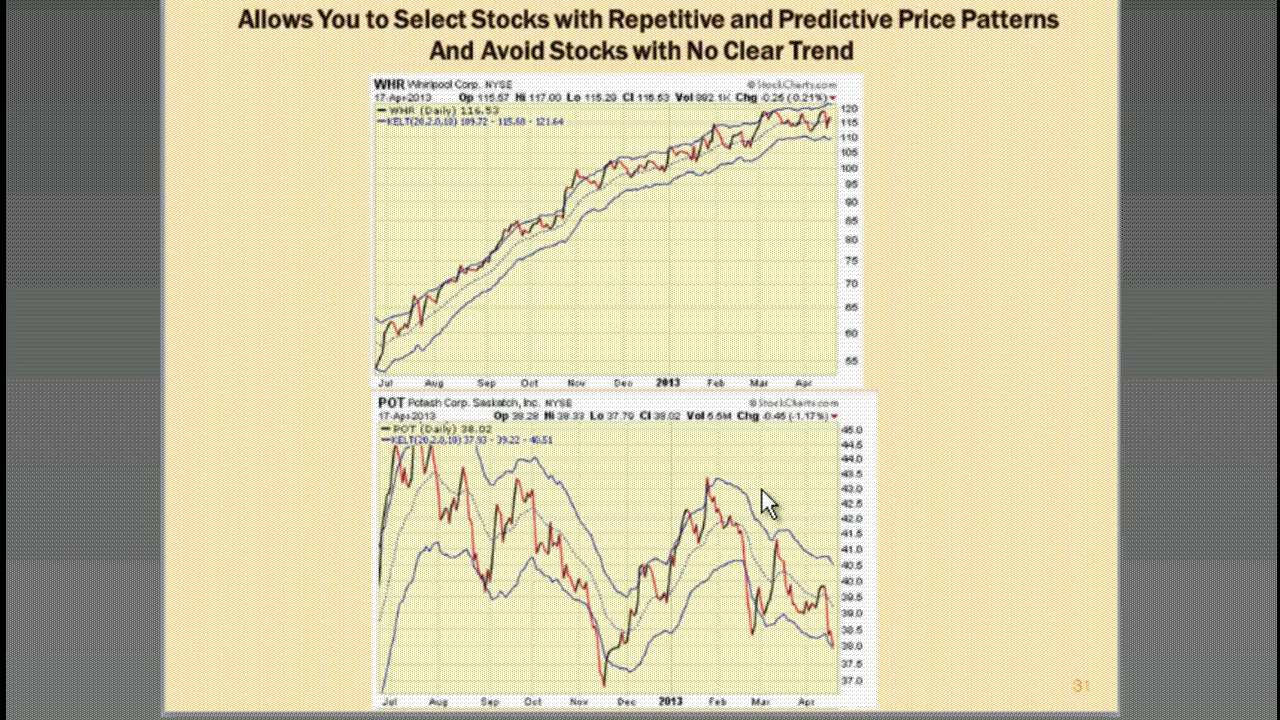 Allows You to Select Stocks with Repetitive and Predictive Price Patterns
And Avoid Stocks with No Clear Trend
WHR Whirlpool Corp. NYSE © StockCharts.com
17-Apr-2013 Op 115.57 Hi 117.00 Lo 115.29 Cl 116.53 Vol 992.1K Chg -0.25 (-0.21%)
WHR (Daily) 116.53
KELT(20,2.0,10) 109.72 - 115.68 - 121.64
120
115
110
105
100
95
90
85
80
75
70
65
60
55
Jul Aug Sep Oct Nov Dec 2013 Feb Mar Apr
POT Potash Corp. Saskatch, Inc. NYSE © StockCharts.com
17-Apr-2013 Op 38.28 Hi 38.33 Lo 37.79 Cl 38.02 Vol 5.5M Chg -0.45 (-1.17%)
POT (Daily) 38.02
KELT(20,2.0,10) 37.93 - 39.22 - 40.51
45.0
44.5
44.0
43.5
43.0
42.5
42.0
41.5
41.0
40.5
40.0
39.5
39.0
38.5
38.0
37.5
37.0
Jul Aug Sep Oct Nov Dec 2013 Feb Mar Apr
31